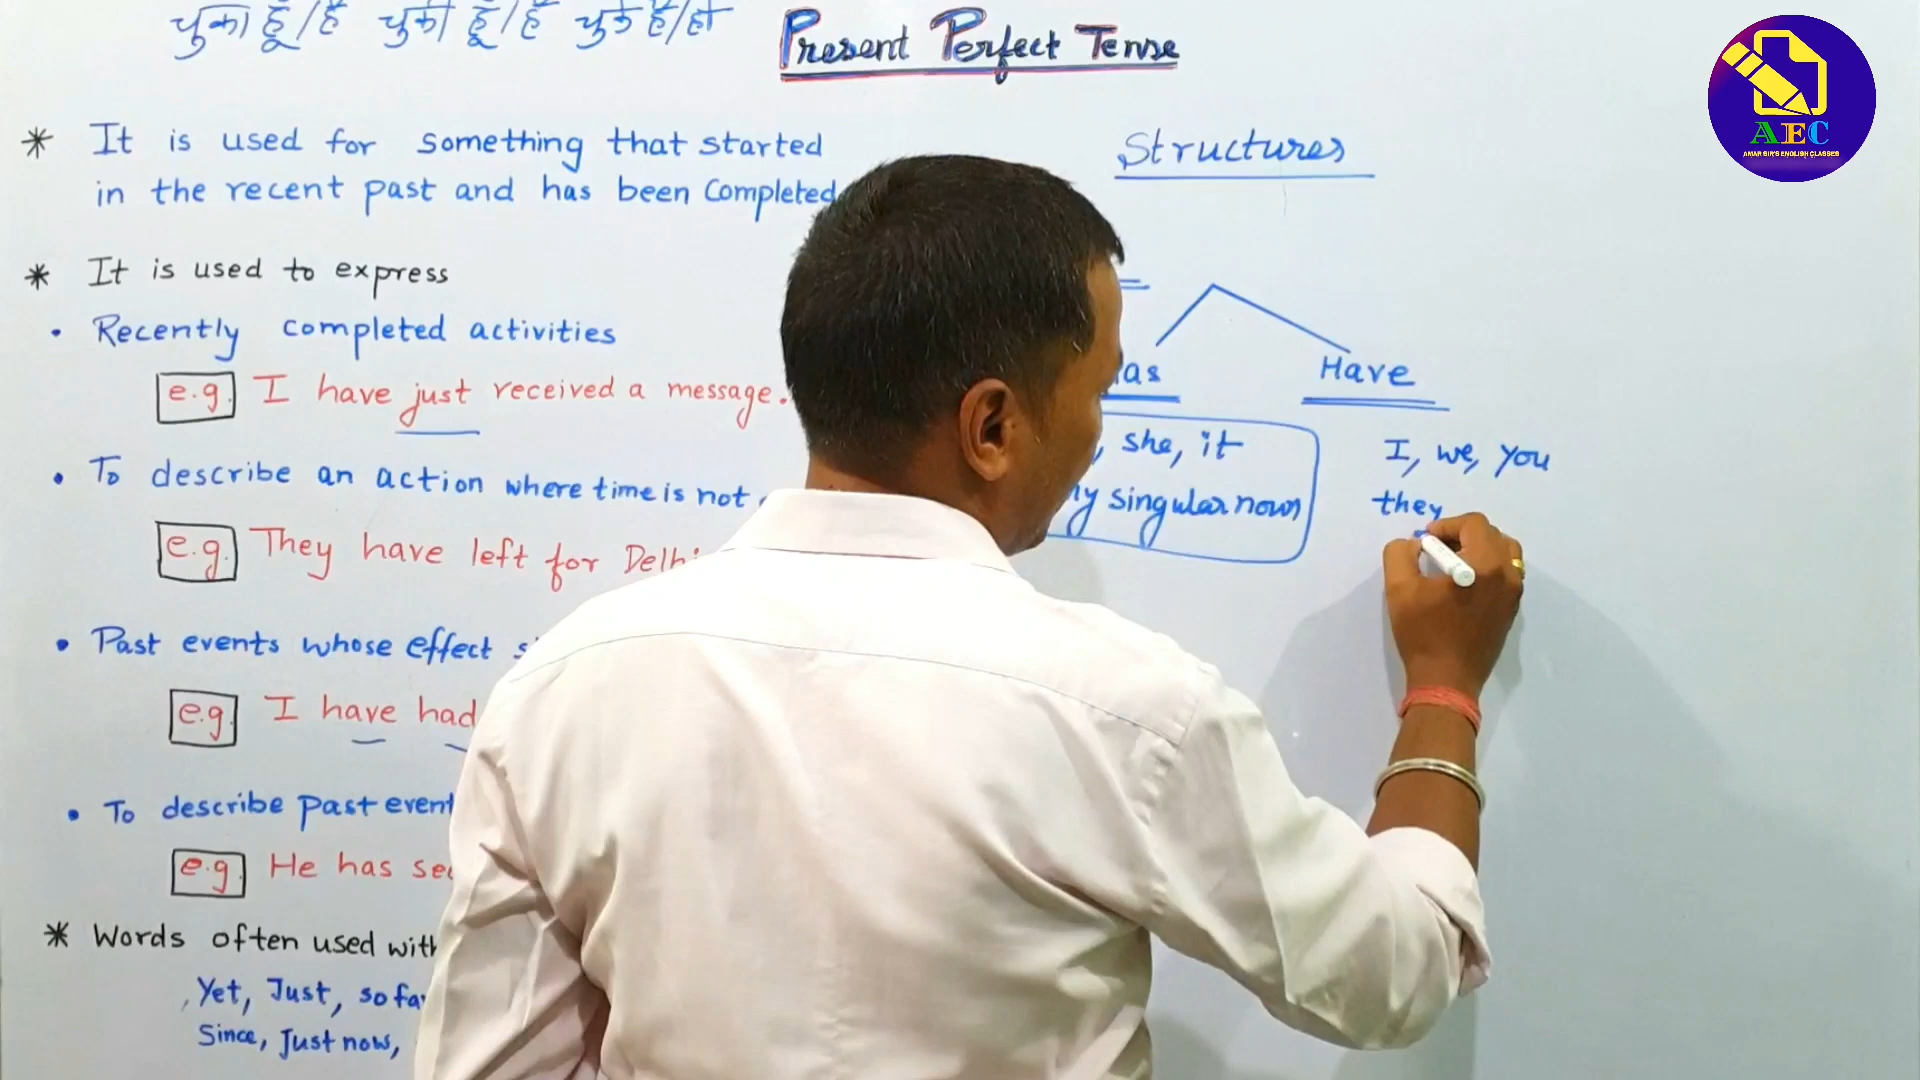 चुका हूँ/है चुकी हूँ/है चुके हैं/हो
Present Perfect Tense
* It is used for something that started
in the recent past and has been Completed
* It is used to express
• Recently completed activities
e.g. I have just received a message.
• To describe an action where time is not
e.g. They have left for Delhi
• Past events whose effect
e.g. I have had
• To describe past event
e.g. He has
* Words often used with
Yet, Just, so
Since, Just now,
Structures
Have
she, it
singular nown
I, we, you
they
AEC
AMAR SIR'S ENGLISH CLASSES